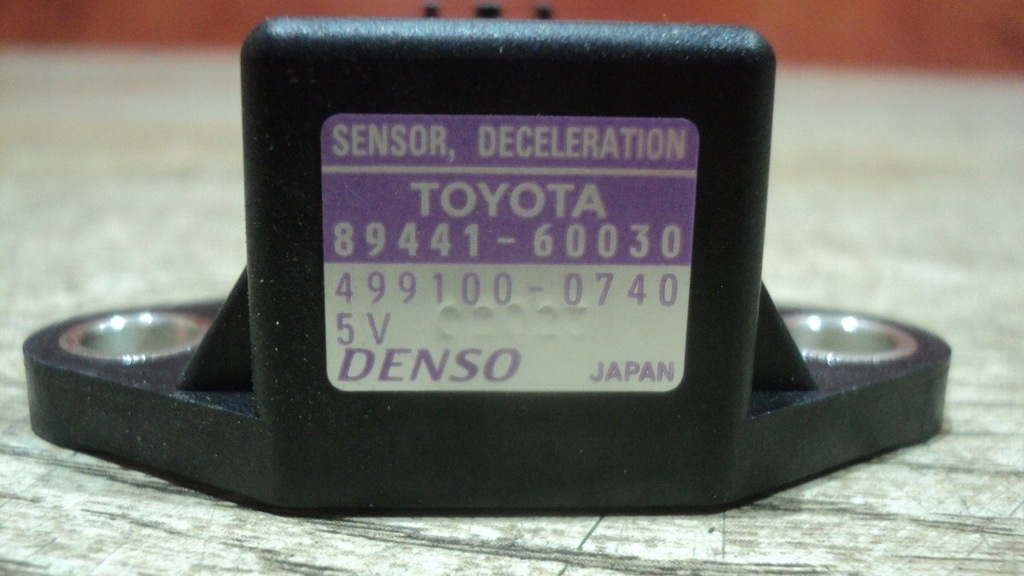 SENSOR, DECELERATION
TOYOTA
89441-60030
499100-0740
5V
DENSO JAPAN